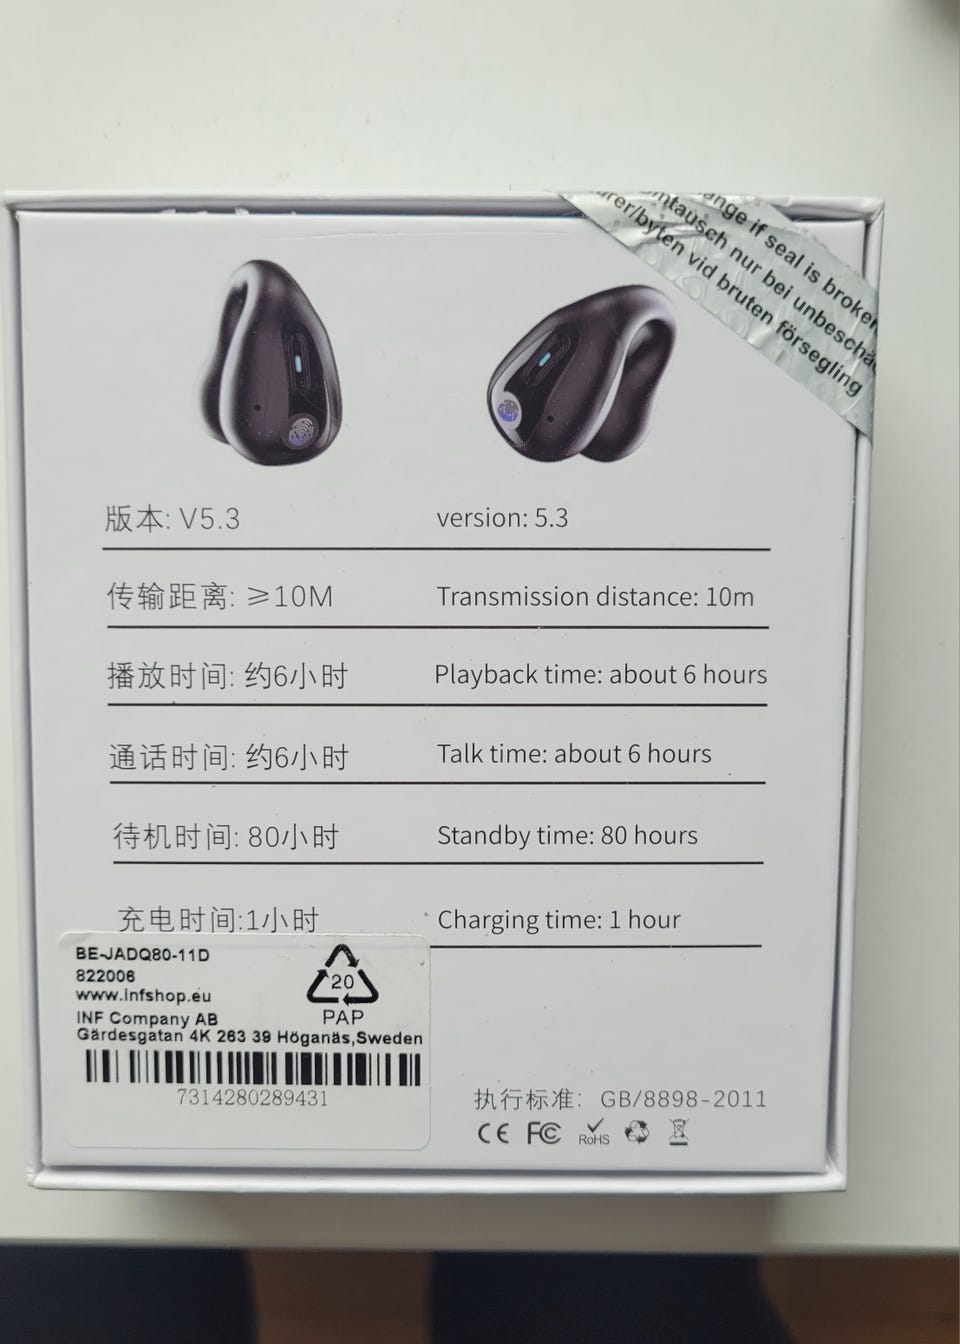 ange if seal is broken
mtausch nur bei unbeschä
rer/byten vid bruten försegling
版本: V5.3
version: 5.3
传输距离: ≥10M
Transmission distance: 10m
播放时间: 约6小时
Playback time: about 6 hours
通话时间: 约6小时
Talk time: about 6 hours
待机时间: 80小时
Standby time: 80 hours
充电时间:1小时
Charging time: 1 hour
BE-JADQ80-11D
822006
www.infshop.eu
INF Company AB
Gärdesgatan 4K 263 39 Höganäs,Sweden
20
PAP
7314280289431
执行标准: GB/8898-2011
CE FC RoHS